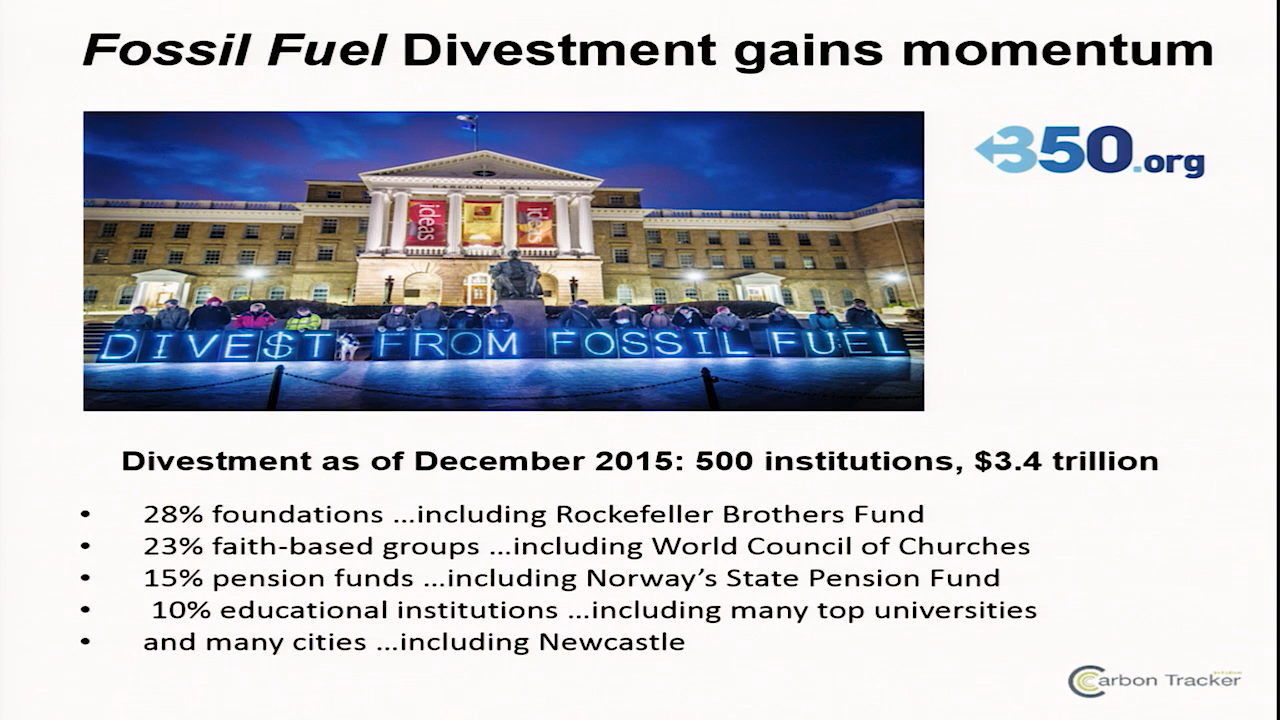 Fossil Fuel Divestment gains momentum
350.org
BASCOM HALL
ideas
ideas
DIVE$T FROM FOSSIL FUEL
Divestment as of December 2015: 500 institutions, $3.4 trillion
• 28% foundations ...including Rockefeller Brothers Fund
• 23% faith-based groups ...including World Council of Churches
• 15% pension funds ...including Norway’s State Pension Fund
• 10% educational institutions ...including many top universities
• and many cities ...including Newcastle
Carbon Tracker